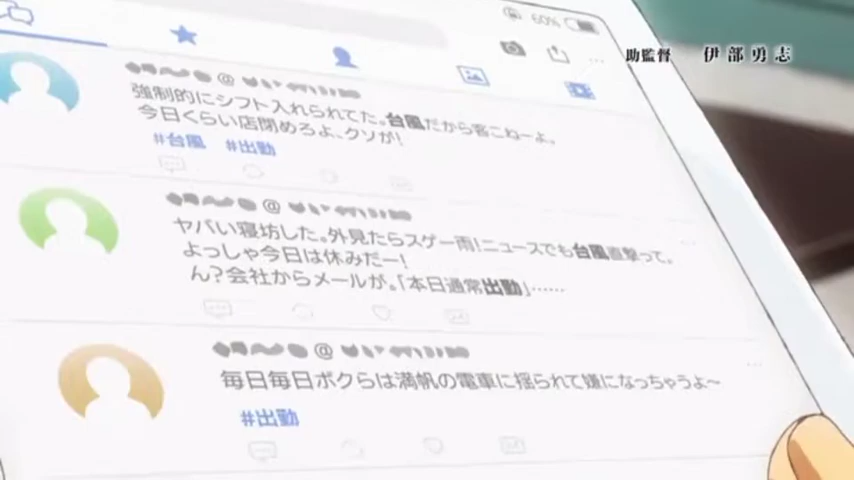 60%
助監督 伊部勇志
@
強制的にシフト入れられてた。台風だから客こねーよ。
今日くらい店閉めろよ、クソが!
#台風 #出勤
@
ヤバい寝坊した。外見たらスゲー雨!ニュースでも台風直撃って。
よっしゃ今日は休みだー!
ん?会社からメールが。「本日通常出勤」……
@
毎日毎日ボクらは満帆の電車に揺られて嫌になっちゃうよ～
#出勤